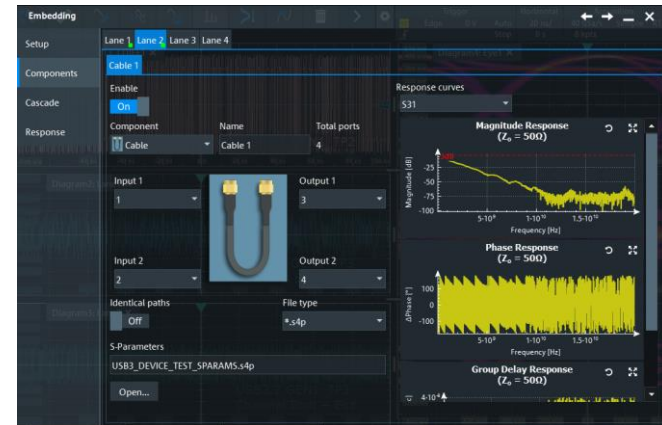 Embedding
Setup
Components
Cascade
Response
Lane 1 Lane 2 Lane 3 Lane 4
Cable 1
Enable
On
Component Name Total ports
Cable Cable 1 4
Input 1 Output 1
1 3
Input 2 Output 2
2 4
Identical paths File type
Off *.s4p
S-Parameters
USB3_DEVICE_TEST_SPARAMS.s4p
Open...
Response curves
S31
Magnitude Response
(Z₀ = 50Ω)
Magnitude [dB]
-25
-50
-75
-100
5·10⁹ 1·10¹⁰ 1.5·10¹⁰
Frequency [Hz]
Phase Response
(Z₀ = 50Ω)
ΔPhase [°]
100
0
-100
5·10⁹ 1·10¹⁰ 1.5·10¹⁰
Frequency [Hz]
Group Delay Response
(Z₀ = 50Ω)